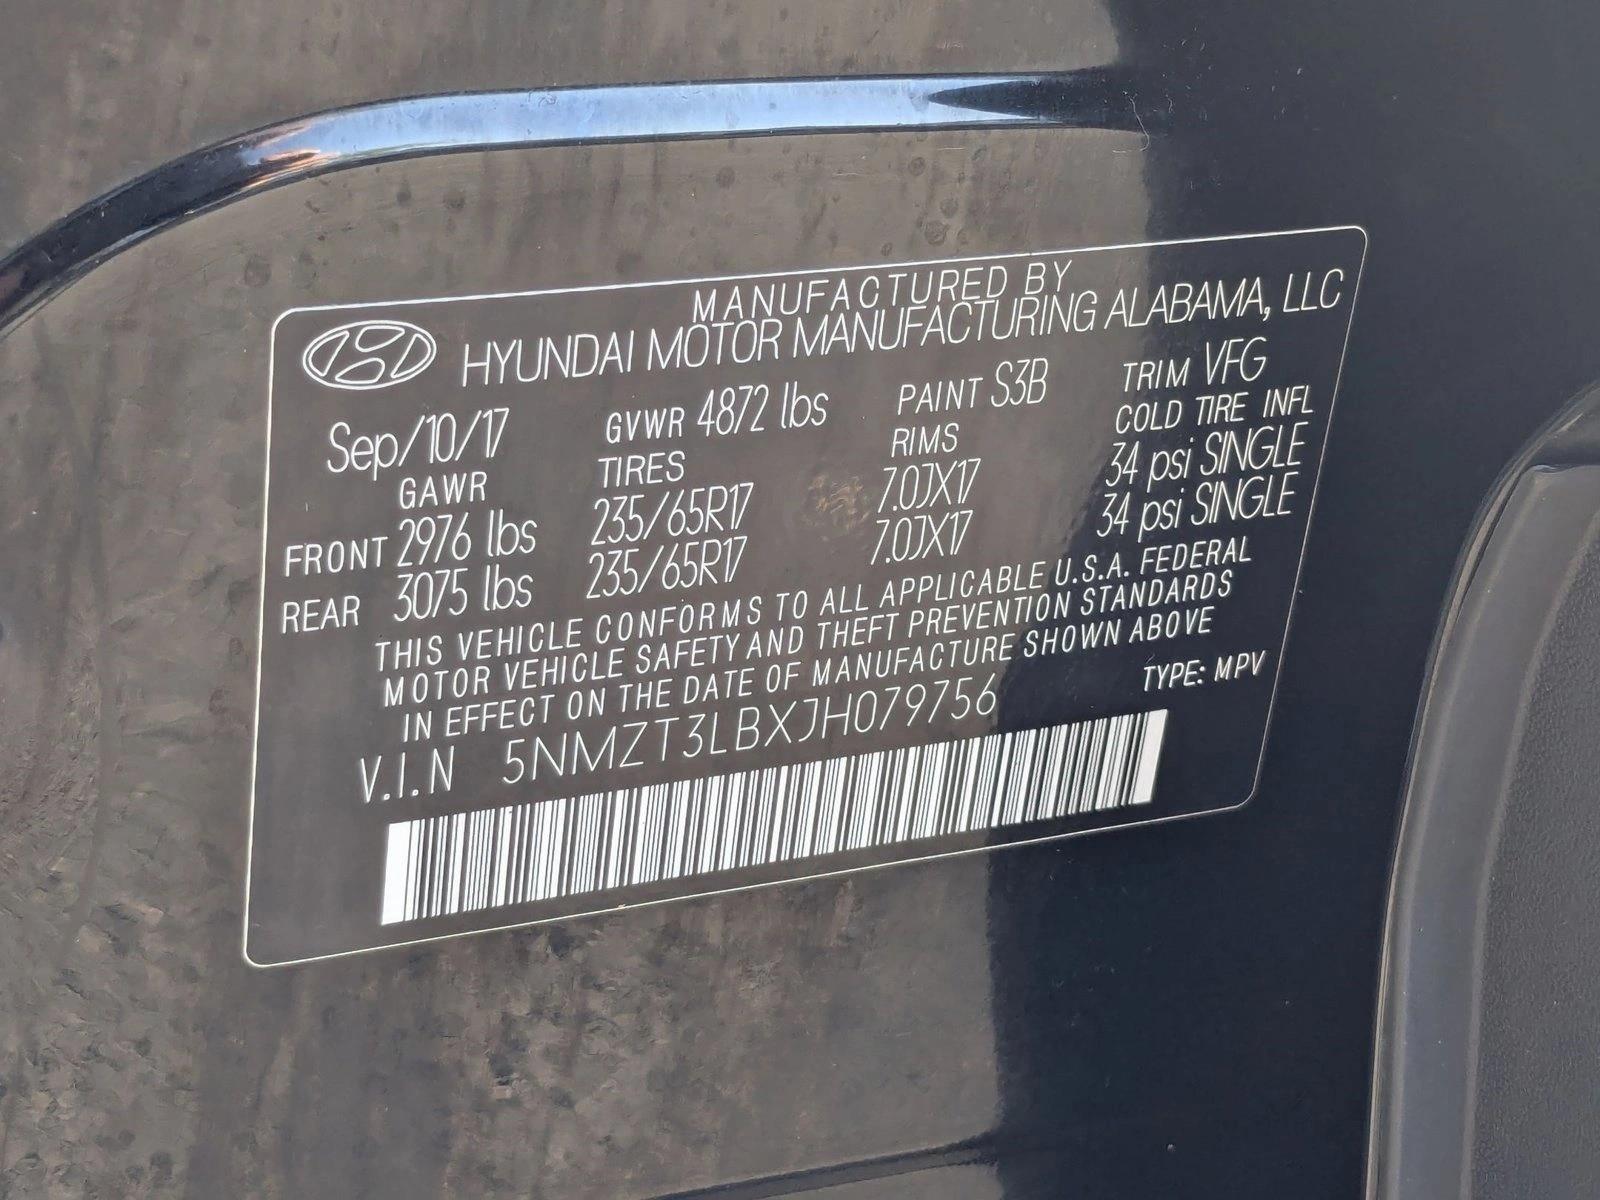 MANUFACTURED BY
HYUNDAI MOTOR MANUFACTURING ALABAMA, LLC
Sep/10/17 GVWR 4872 lbs PAINT S3B TRIM VFG
GAWR TIRES RIMS COLD TIRE INFL
FRONT 2976 lbs 235/65R17 7.0JX17 34 psi SINGLE
REAR 3075 lbs 235/65R17 7.0JX17 34 psi SINGLE
THIS VEHICLE CONFORMS TO ALL APPLICABLE U.S.A. FEDERAL
MOTOR VEHICLE SAFETY AND THEFT PREVENTION STANDARDS
IN EFFECT ON THE DATE OF MANUFACTURE SHOWN ABOVE
V.I.N 5NMZT3LBXJH079756 TYPE: MPV